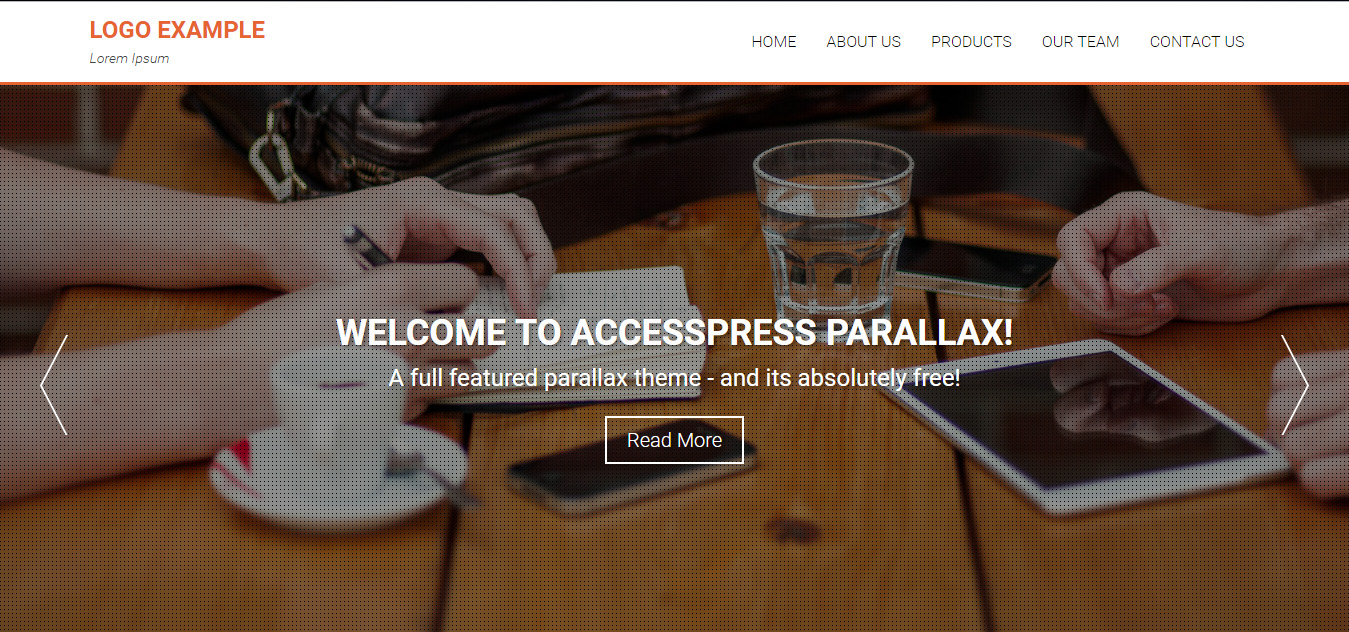 LOGO EXAMPLE
Lorem Ipsum
HOME ABOUT US PRODUCTS OUR TEAM CONTACT US
WELCOME TO ACCESSPRESS PARALLAX!
A full featured parallax theme - and its absolutely free!
Read More